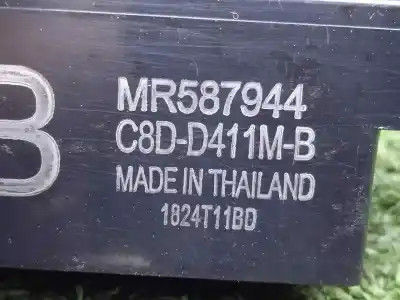 B
MR587944
C8D-D411M-B
MADE IN THAILAND
1824T11BD